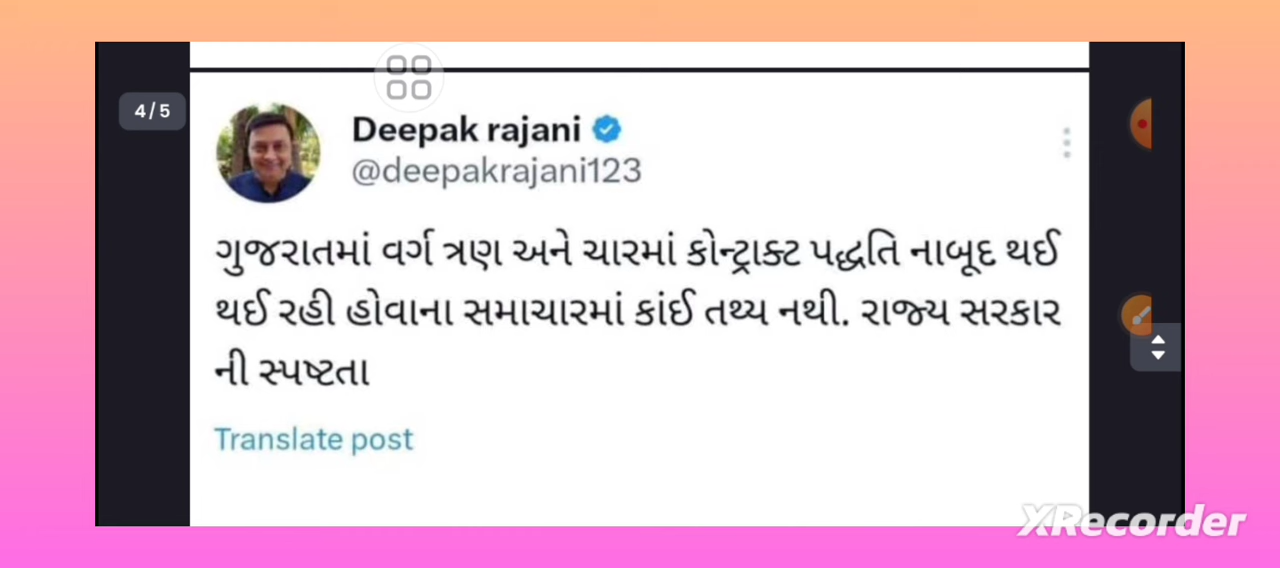 4/5
Deepak rajani
@deepakrajani123
ગુજરાતમાં વર્ગ ત્રણ અને ચારમાં કોન્ટ્રાક્ટ પદ્ધતિ નાબૂદ થઈ
થઈ રહી હોવાના સમાચારમાં કાંઈ તથ્ય નથી. રાજ્ય સરકાર
ની સ્પષ્ટતા
Translate post
XRecorder